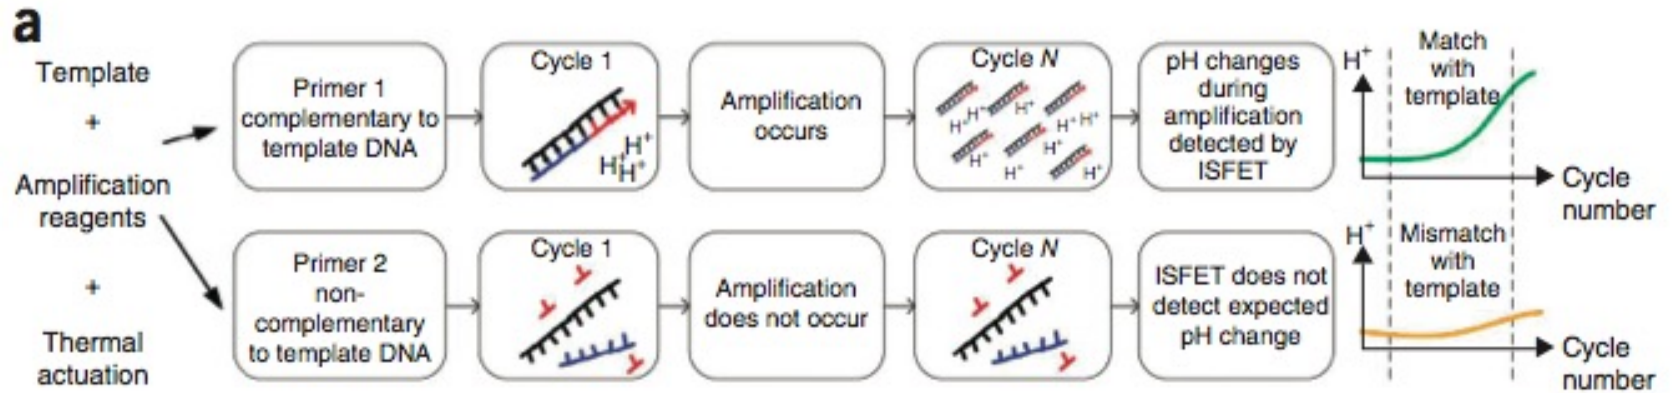 a
Template
+
Amplification
reagents
+
Thermal
actuation
Primer 1
complementary to
template DNA
Cycle 1
H+
H+
H+
Amplification
occurs
Cycle N
H+
H+
H+
H+
H+
H+
H+
H+
pH changes
during
amplification
detected by
ISFET
H+
Match
with
template
Cycle
number
Primer 2
non-
complementary
to template DNA
Cycle 1
Amplification
does not occur
Cycle N
ISFET does not
detect expected
pH change
H+
Mismatch
with
template
Cycle
number